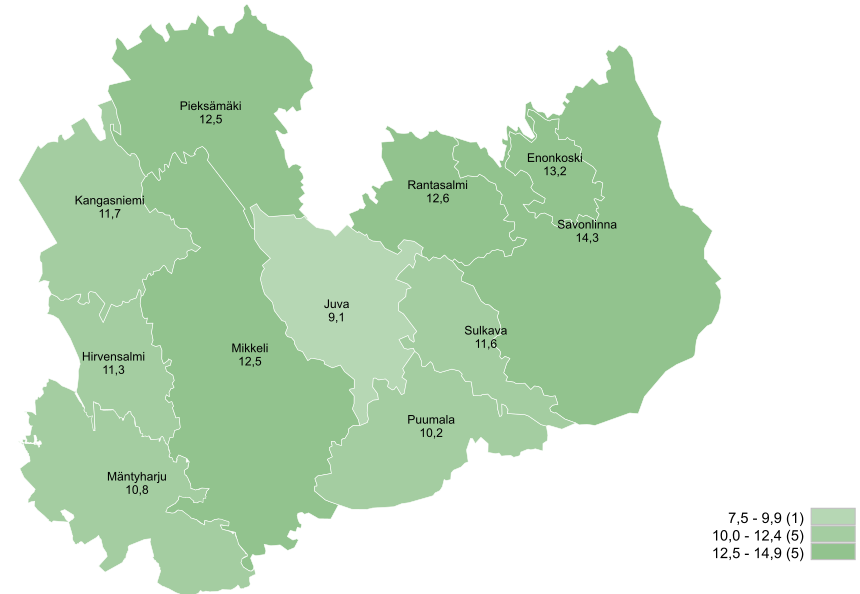 Pieksämäki
12,5
Enonkoski
13,2
Rantasalmi
12,6
Kangasniemi
11,7
Savonlinna
14,3
Juva
9,1
Sulkava
11,6
Mikkeli
12,5
Hirvensalmi
11,3
Puumala
10,2
Mäntyharju
10,8
7,5 - 9,9 (1)
10,0 - 12,4 (5)
12,5 - 14,9 (5)